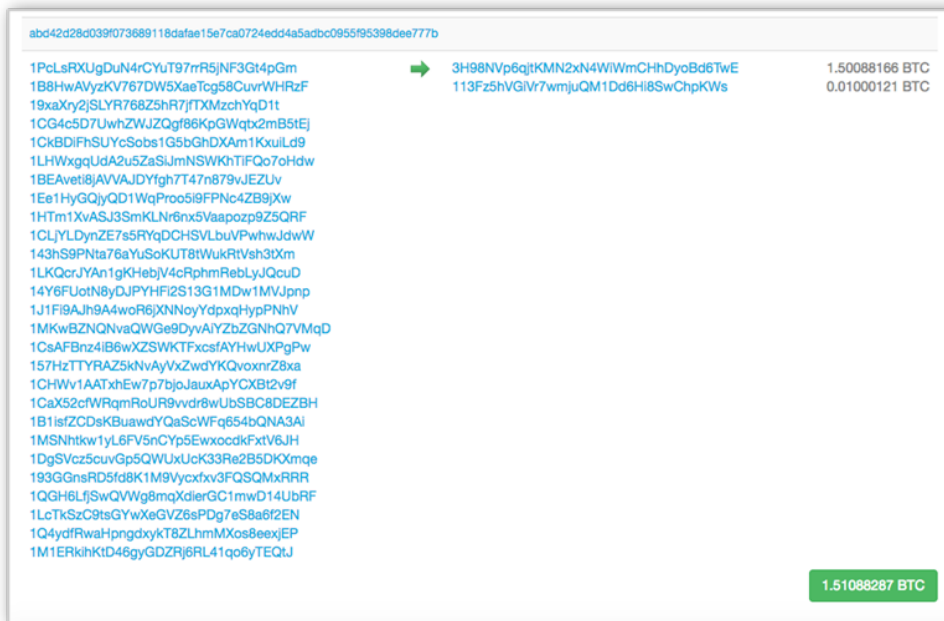 abd42d28d039f073689118dafae15e7ca0724edd4a5adbc0955f95398dee777b
1PcLsRXUgDuN4rCYuT97rrR5jNF3Gt4pGm 3H98NVp6qjtKMN2xN4WiWmCHhDyoBd6TwE 1.50088166 BTC
1B8HwAVyzKV767DW5XaeTcg58CuvrWHRzF 113Fz5hVGiVr7wmjuQM1Dd6Hi8SwChpKWs 0.01000121 BTC
19xaXry2jSLYR768Z5hR7jfTXMzchYqD1t
1CG4c5D7UwhZWJZQgf86KpGWqtx2mB5tEj
1CkBDiFhSUYcSobs1G5bGhDXAm1KxuiLd9
1LHWxgqUdA2u5ZaSiJmNSWKhTiFQo7oHdw
1BEAveti8jAVVAJDYfgh7T47n879vJEZUv
1Ee1HyGQjyQD1WqProo5i9FPNc4ZB9jXw
1HTm1XvASJ3SmKLNr6nx5Vaapozp9Z5QRF
1CLjYLDynZE7s5RYqDCHSVLbuVPwhwJdwW
143hS9PNta76aYuSoKUT8tWukRtVsh3tXm
1LKQcrJYAn1gKHebjV4cRphmRebLyJQcuD
14Y6FUotN8yDJPYHFi2S13G1MDw1MVJpnp
1J1Fi9AJh9A4woR6jXNNoyYdpxqHypPNhV
1MKwBZNQNvaQWGe9DyvAiYZbZGNhQ7VMqD
1CsAFBnz4iB6wXZSWKTFxcsfAYHwUXPgPw
157HzTTYRAZ5kNvAyVxZwdYKQvoxnrZ8xa
1CHWv1AATxhEw7p7bjoJauxApYCXBt2v9f
1CaX52cfWRqmRoUR9vvdr8wUbSBC8DEZBH
1B1isfZCDsKBuawdYQaScWFq654bQNA3Ai
1MSNhtkw1yL6FV5nCYp5EwxocdkFxtV6JH
1DgSVcz5cuvGp5QWUxUcK33Re2B5DKXmqe
193GGnsRD5fd8K1M9Vycxfxv3FQSQMxRRR
1QGH6LfjSwQVWg8mqXdierGC1mwD14UbRF
1LcTkSzC9tsGYwXeGVZ6sPDg7eS8a6f2EN
1Q4ydfRwaHpngdxykT8ZLhmMXos8eexjEP
1M1ERkihKtD46gyGDZRj6RL41qo6yTEQtJ
1.51088287 BTC